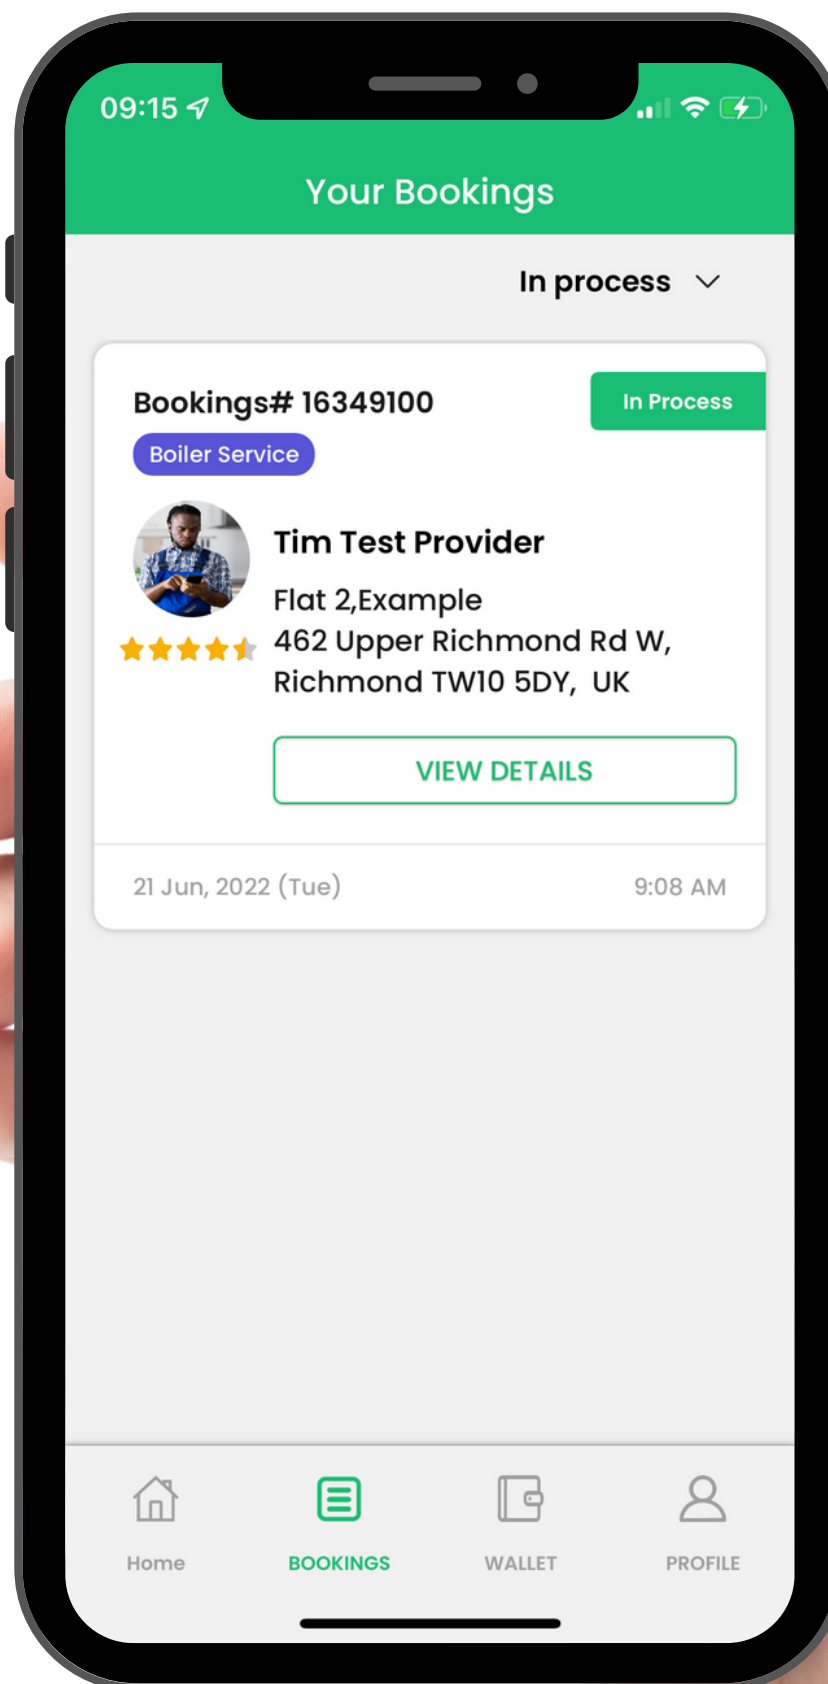 09:15
Your Bookings
In process
Bookings# 16349100
In Process
Boiler Service
Tim Test Provider
Flat 2,Example
462 Upper Richmond Rd W,
Richmond TW10 5DY, UK
VIEW DETAILS
21 Jun, 2022 (Tue)
9:08 AM
Home
BOOKINGS
WALLET
PROFILE